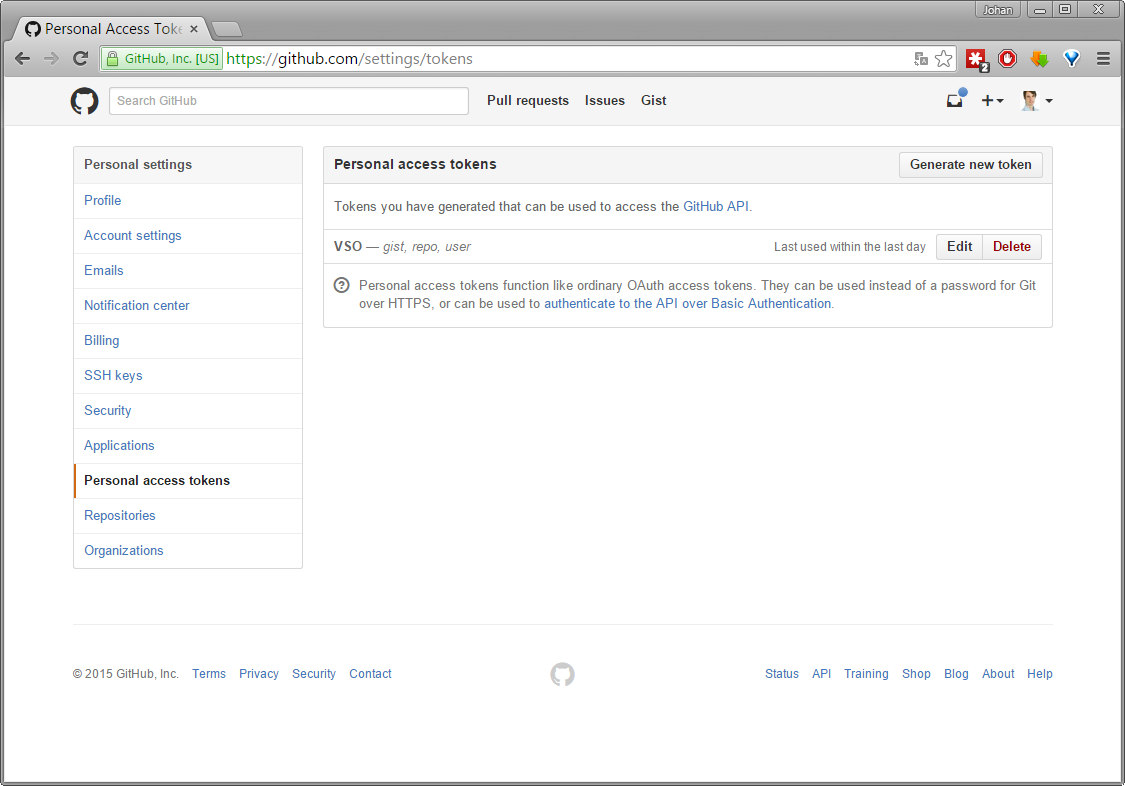 Johan
Personal Access Toke
GitHub, Inc. [US] https://github.com/settings/tokens
2
Search GitHub Pull requests Issues Gist
Personal settings
Profile
Account settings
Emails
Notification center
Billing
SSH keys
Security
Applications
Personal access tokens
Repositories
Organizations
Personal access tokens Generate new token
Tokens you have generated that can be used to access the GitHub API.
VSO — gist, repo, user Last used within the last day Edit Delete
Personal access tokens function like ordinary OAuth access tokens. They can be used instead of a password for Git
over HTTPS, or can be used to authenticate to the API over Basic Authentication.
© 2015 GitHub, Inc. Terms Privacy Security Contact Status API Training Shop Blog About Help